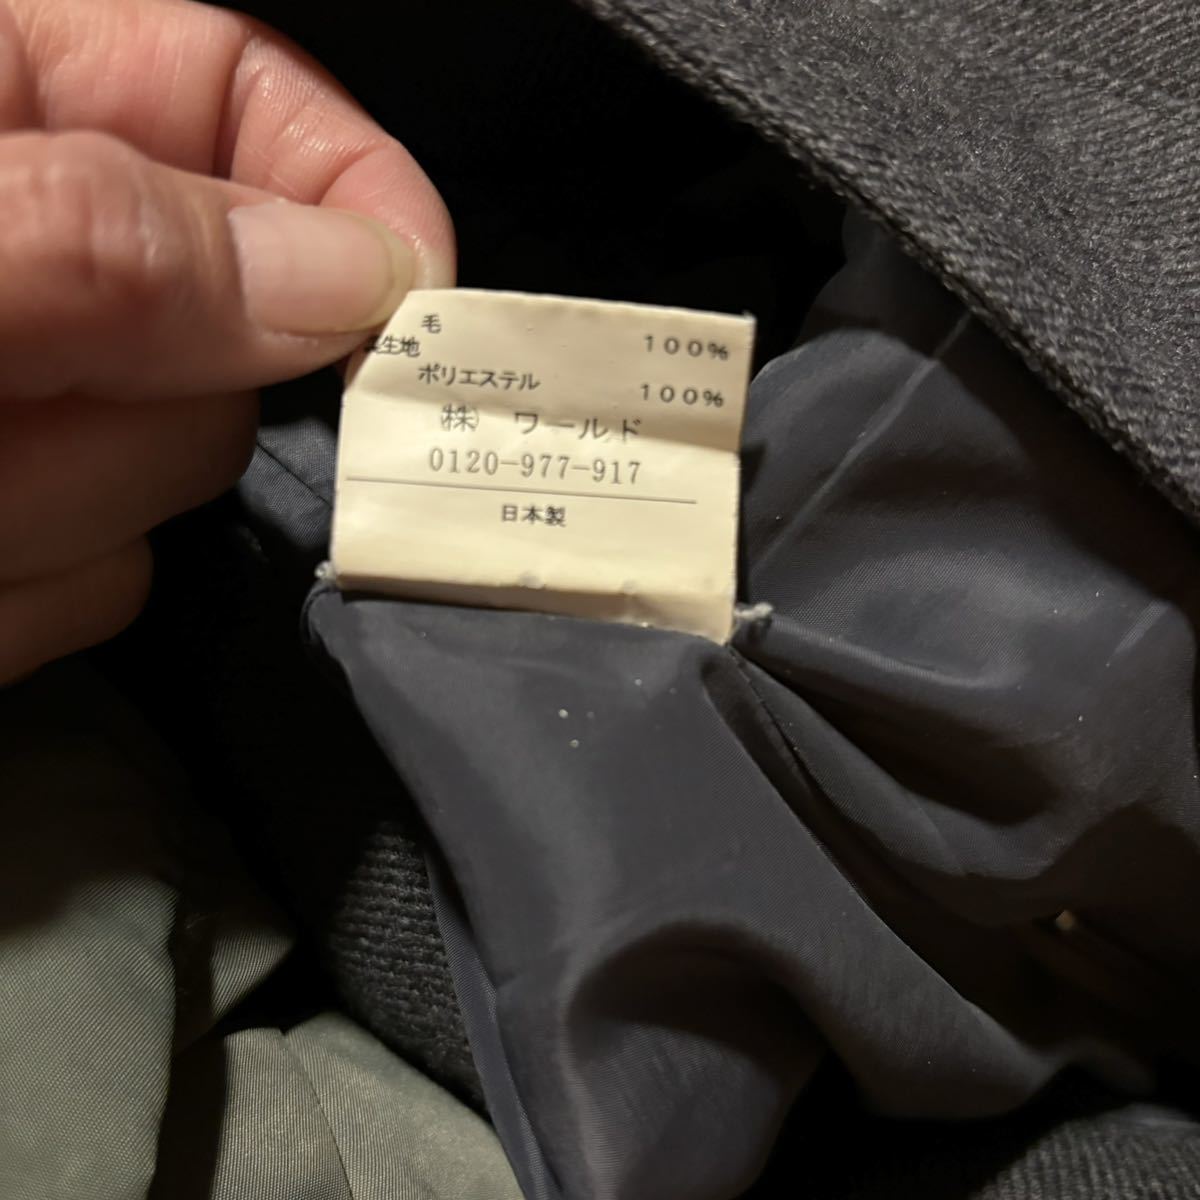 毛 100%
生地
ポリエステル 100%
㈱ ワールド
0120-977-917
日本製